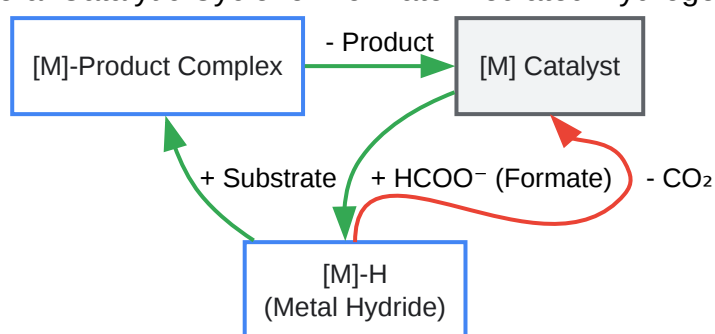 - Product
[M]-Product Complex
[M] Catalyst
+ Substrate
+ HCOO⁻ (Formate)
- CO₂
[M]-H
(Metal Hydride)